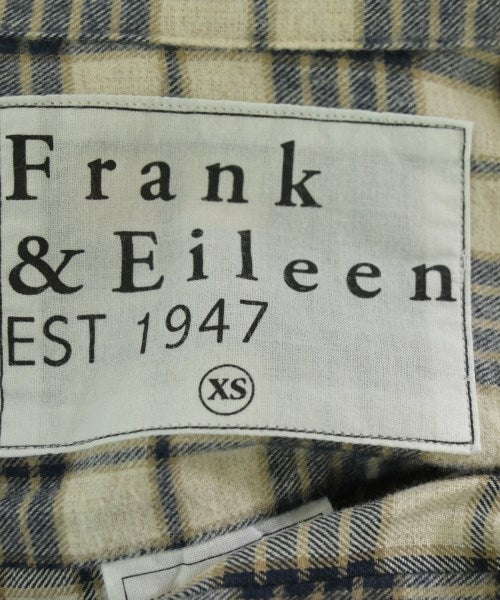 Frank
& Eileen
EST 1947
XS